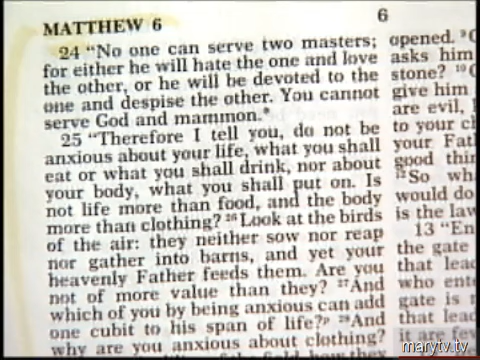 MATTHEW 6
6
24 “No one can serve two masters;
for either he will hate the one and love
the other, or he will be devoted to the
one and despise the other. You cannot
serve God and mammon.*
25 “Therefore I tell you, do not be
anxious about your life, what you shall
eat or what you shall drink, nor about
your body, what you shall put on. Is
not life more than food, and the body
more than clothing? 26 Look at the birds
of the air: they neither sow nor reap
nor gather into barns, and yet your
heavenly Father feeds them. Are you
not of more value than they? 27 And
which of you by being anxious can add
one cubit to his span of life?p 28 And
why are you anxious about clothing?
opened. 9
asks him
stone? 10
give him
are evil,
to your
your Fat
good thin
12 So wh
would do
is the law
13 “En
the gate
that lead
who ente
gate is
that lead
marytv.tv